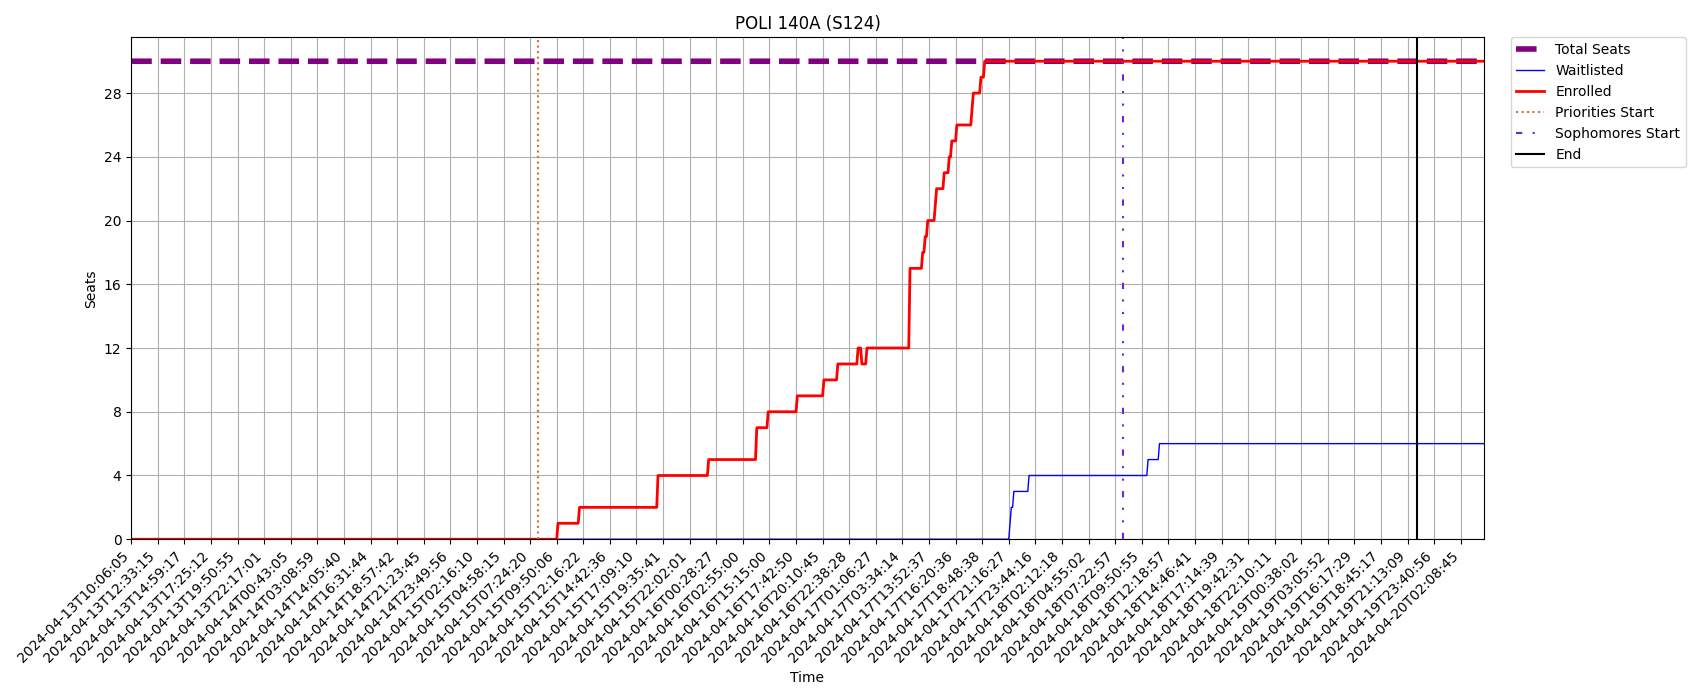 POLI 140A (S124)
Total Seats
Waitlisted
Enrolled
Priorities Start
Sophomores Start
End
Seats
28
24
20
16
12
8
4
0
2024-04-13T10:06:05
2024-04-13T12:33:15
2024-04-13T14:59:17
2024-04-13T17:25:12
2024-04-13T19:50:55
2024-04-13T22:17:01
2024-04-14T00:43:05
2024-04-14T03:08:59
2024-04-14T14:05:40
2024-04-14T16:31:44
2024-04-14T18:57:42
2024-04-14T21:23:45
2024-04-14T23:49:56
2024-04-15T02:16:10
2024-04-15T04:58:15
2024-04-15T07:24:20
2024-04-15T09:50:06
2024-04-15T12:16:22
2024-04-15T14:42:36
2024-04-15T17:09:10
2024-04-15T19:35:41
2024-04-15T22:02:01
2024-04-16T00:28:27
2024-04-16T02:55:00
2024-04-16T15:15:00
2024-04-16T17:42:50
2024-04-16T20:10:45
2024-04-16T22:38:28
2024-04-17T01:06:27
2024-04-17T03:34:14
2024-04-17T13:52:37
2024-04-17T16:20:36
2024-04-17T18:48:38
2024-04-17T21:16:27
2024-04-17T23:44:16
2024-04-18T02:12:18
2024-04-18T04:55:02
2024-04-18T07:22:57
2024-04-18T09:50:55
2024-04-18T12:18:57
2024-04-18T14:46:41
2024-04-18T17:14:39
2024-04-18T19:42:31
2024-04-18T22:10:11
2024-04-19T00:38:02
2024-04-19T03:05:52
2024-04-19T16:17:29
2024-04-19T18:45:17
2024-04-19T21:13:09
2024-04-19T23:40:56
2024-04-20T02:08:45
Time